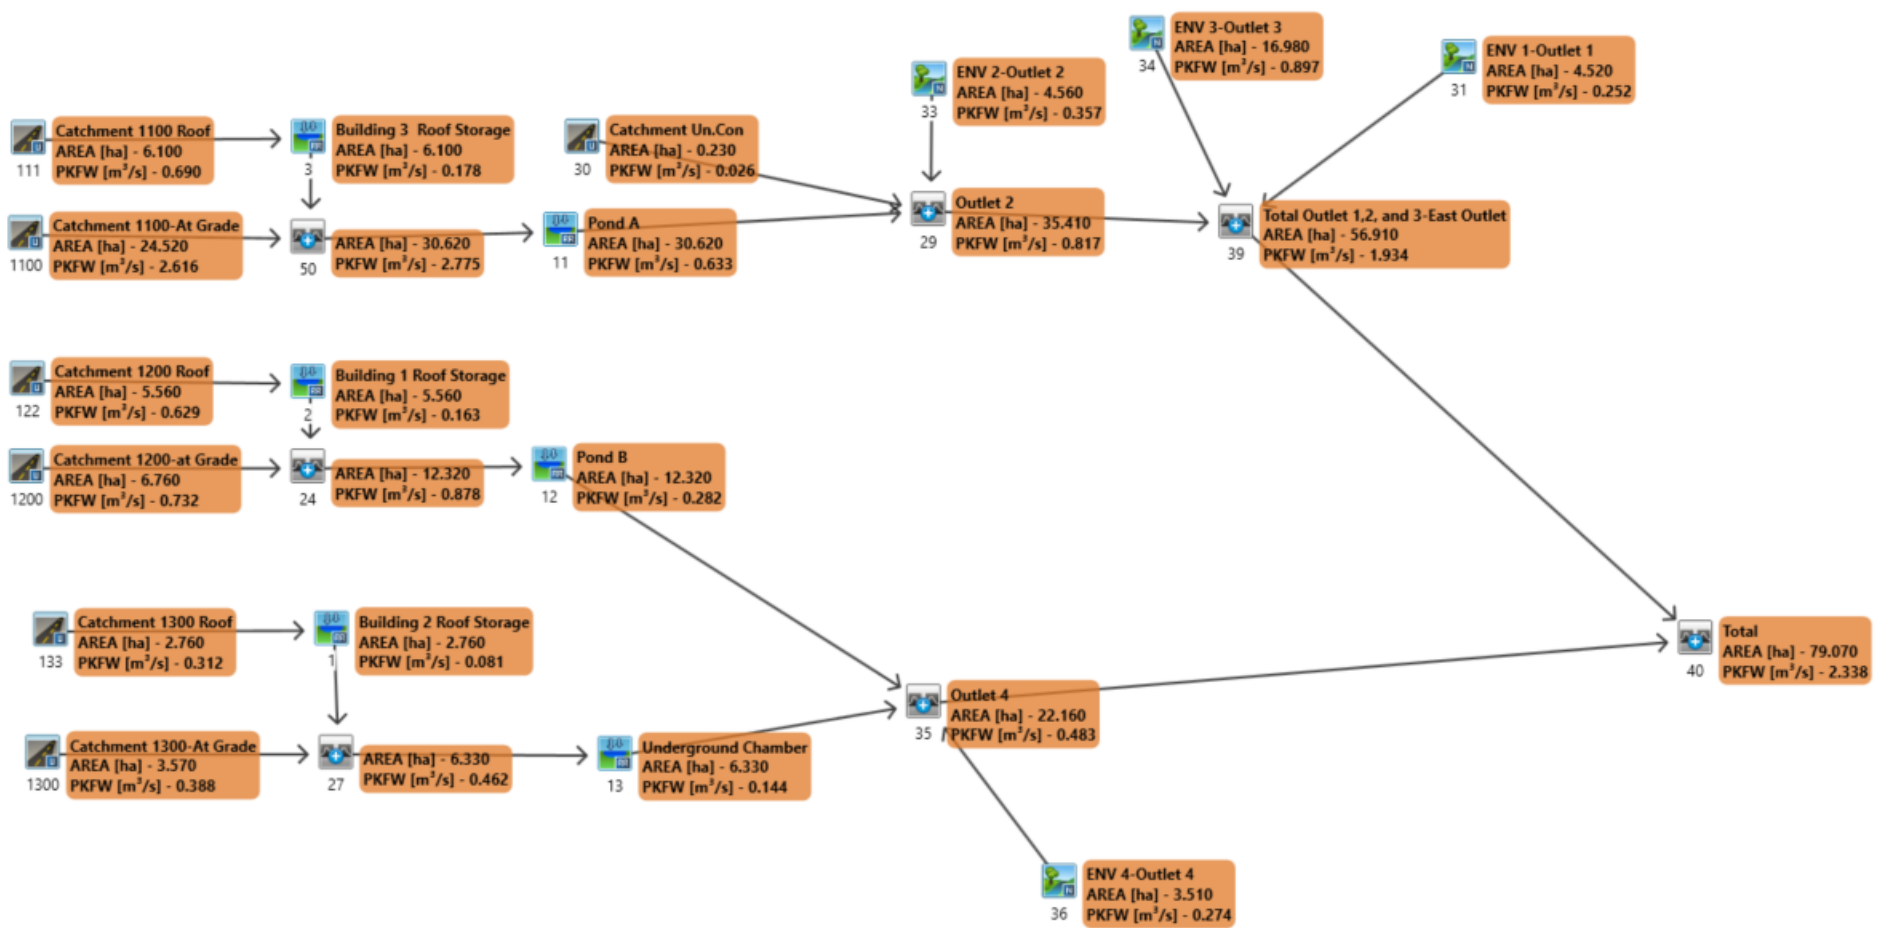 ENV 3-Outlet 3
AREA [ha] - 16.980
PKFW [m³/s] - 0.897
34
ENV 1-Outlet 1
AREA [ha] - 4.520
PKFW [m³/s] - 0.252
31
ENV 2-Outlet 2
AREA [ha] - 4.560
PKFW [m³/s] - 0.357
33
Catchment 1100 Roof
AREA [ha] - 6.100
PKFW [m³/s] - 0.690
111
Building 3 Roof Storage
AREA [ha] - 6.100
PKFW [m³/s] - 0.178
3
Catchment Un.Con
AREA [ha] - 0.230
PKFW [m³/s] - 0.026
30
Catchment 1100-At Grade
AREA [ha] - 24.520
PKFW [m³/s] - 2.616
1100
AREA [ha] - 30.620
PKFW [m³/s] - 2.775
50
Pond A
AREA [ha] - 30.620
PKFW [m³/s] - 0.633
11
Outlet 2
AREA [ha] - 35.410
PKFW [m³/s] - 0.817
29
Total Outlet 1,2, and 3-East Outlet
AREA [ha] - 56.910
PKFW [m³/s] - 1.934
39
Catchment 1200 Roof
AREA [ha] - 5.560
PKFW [m³/s] - 0.629
122
Building 1 Roof Storage
AREA [ha] - 5.560
PKFW [m³/s] - 0.163
2
Catchment 1200-at Grade
AREA [ha] - 6.760
PKFW [m³/s] - 0.732
1200
AREA [ha] - 12.320
PKFW [m³/s] - 0.878
24
Pond B
AREA [ha] - 12.320
PKFW [m³/s] - 0.282
12
Catchment 1300 Roof
AREA [ha] - 2.760
PKFW [m³/s] - 0.312
133
Building 2 Roof Storage
AREA [ha] - 2.760
PKFW [m³/s] - 0.081
1
Total
AREA [ha] - 79.070
PKFW [m³/s] - 2.338
40
Outlet 4
AREA [ha] - 22.160
PKFW [m³/s] - 0.483
35
Catchment 1300-At Grade
AREA [ha] - 3.570
PKFW [m³/s] - 0.388
1300
AREA [ha] - 6.330
PKFW [m³/s] - 0.462
27
Underground Chamber
AREA [ha] - 6.330
PKFW [m³/s] - 0.144
13
ENV 4-Outlet 4
AREA [ha] - 3.510
PKFW [m³/s] - 0.274
36